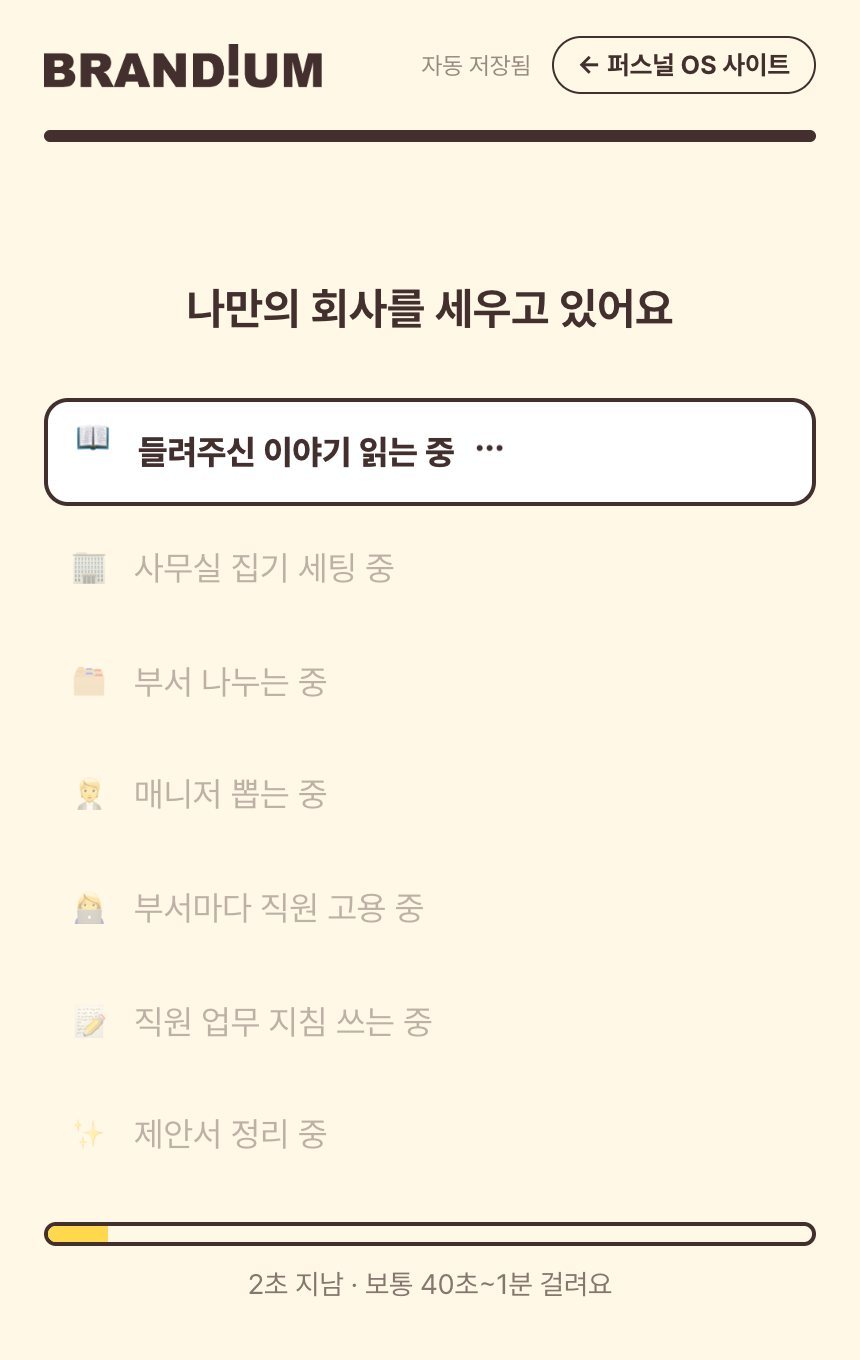 BRAND!UM
자동 저장됨
← 퍼스널 OS 사이트
나만의 회사를 세우고 있어요
들려주신 이야기 읽는 중 ···
사무실 집기 세팅 중
부서 나누는 중
매니저 뽑는 중
부서마다 직원 고용 중
직원 업무 지침 쓰는 중
제안서 정리 중
2초 지남 · 보통 40초~1분 걸려요